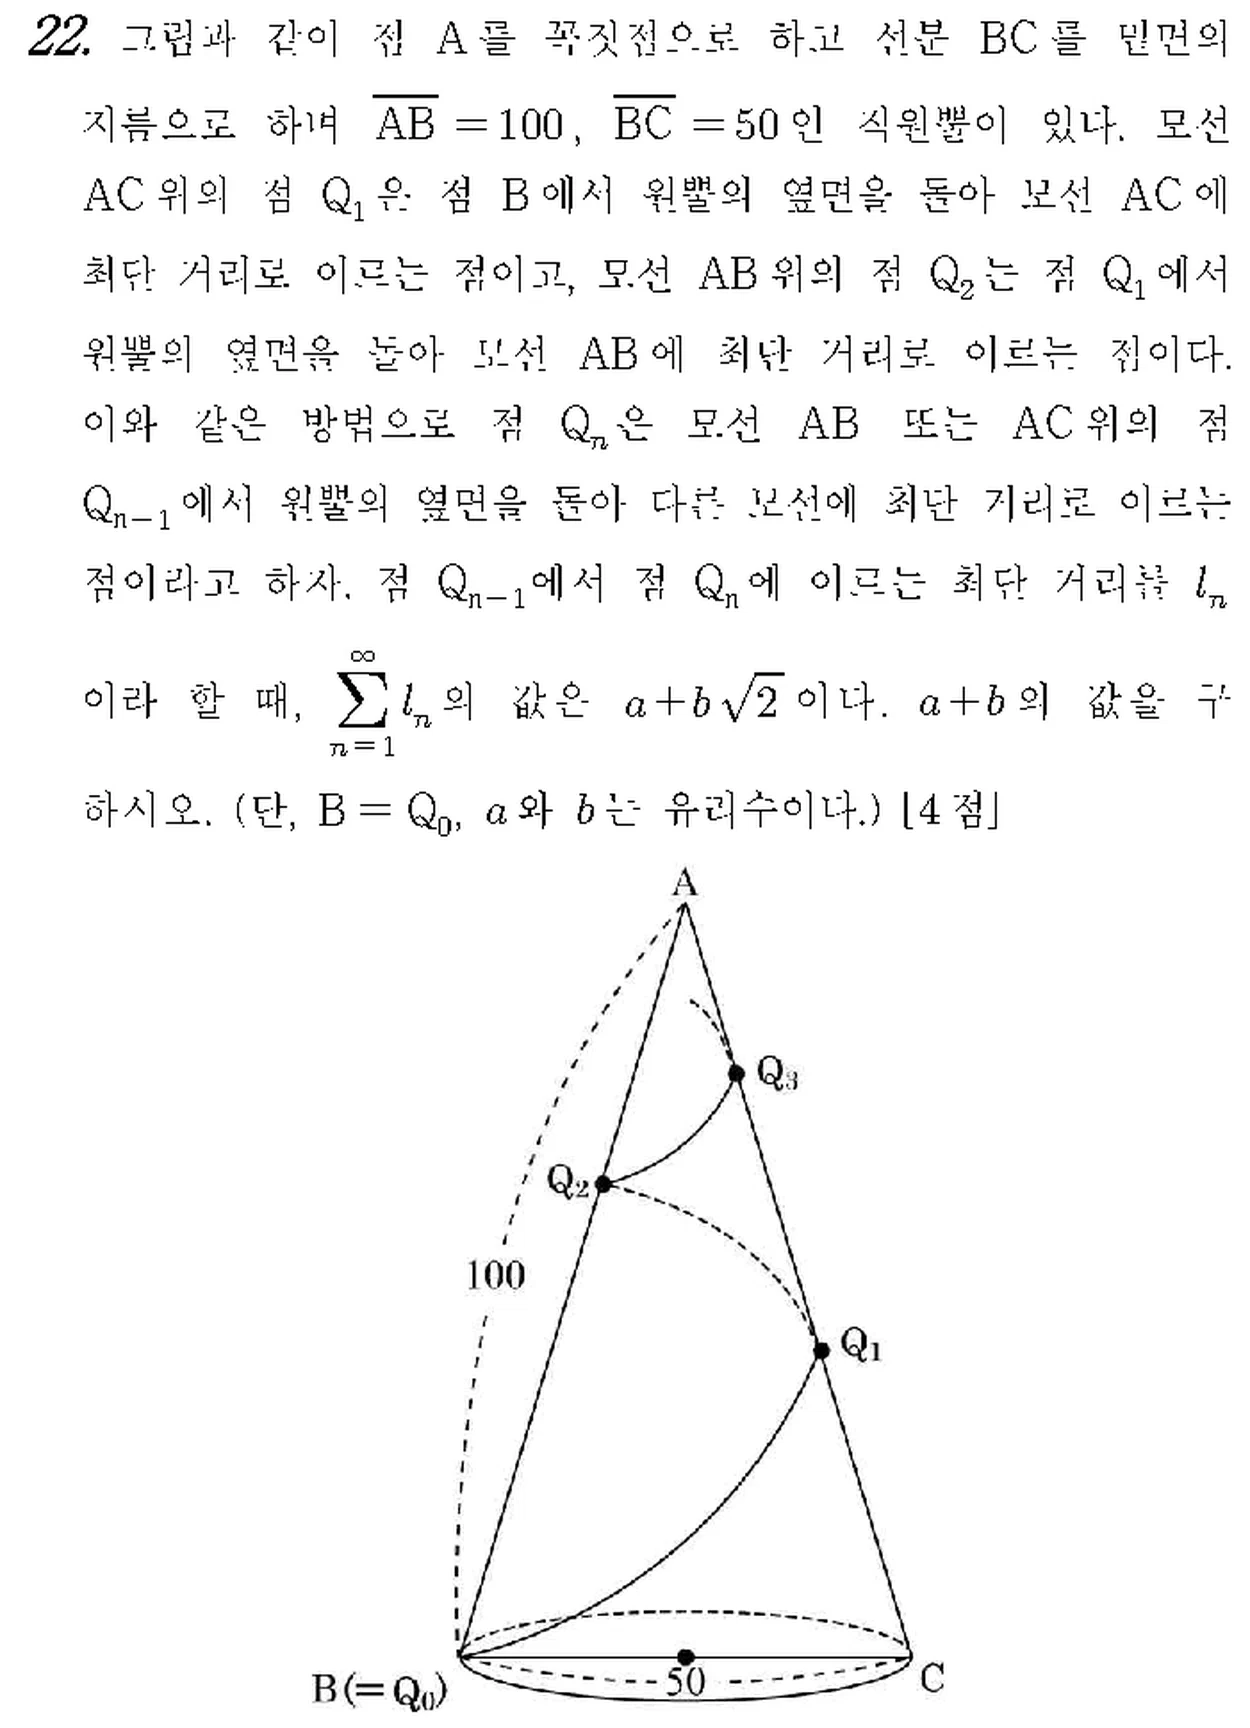 22. 그림과 같이 점 A를 꼭짓점으로 하고 선분 BC를 밑면의
지름으로 하며 \overline{AB} = 100, \overline{BC} = 50인 직원뿔이 있다. 모선
AC 위의 점 Q₁은 점 B에서 원뿔의 옆면을 돌아 모선 AC에
최단 거리로 이르는 점이고, 모선 AB 위의 점 Q₂는 점 Q₁에서
원뿔의 옆면을 돌아 모선 AB에 최단 거리로 이르는 점이다.
이와 같은 방법으로 점 Qₙ은 모선 AB 또는 AC 위의 점
Qₙ₋₁에서 원뿔의 옆면을 돌아 다른 모선에 최단 거리로 이르는
점이라고 하자. 점 Qₙ₋₁에서 점 Qₙ에 이르는 최단 거리를 lₙ
이라 할 때, \sum_{n=1}^{∞} lₙ의 값은 a+b√2 이다. a+b의 값을 구
하시오. (단, B = Q₀, a와 b는 유리수이다.) [4점]
A
Q₃
Q₂
100
Q₁
B(=Q₀)
50
C